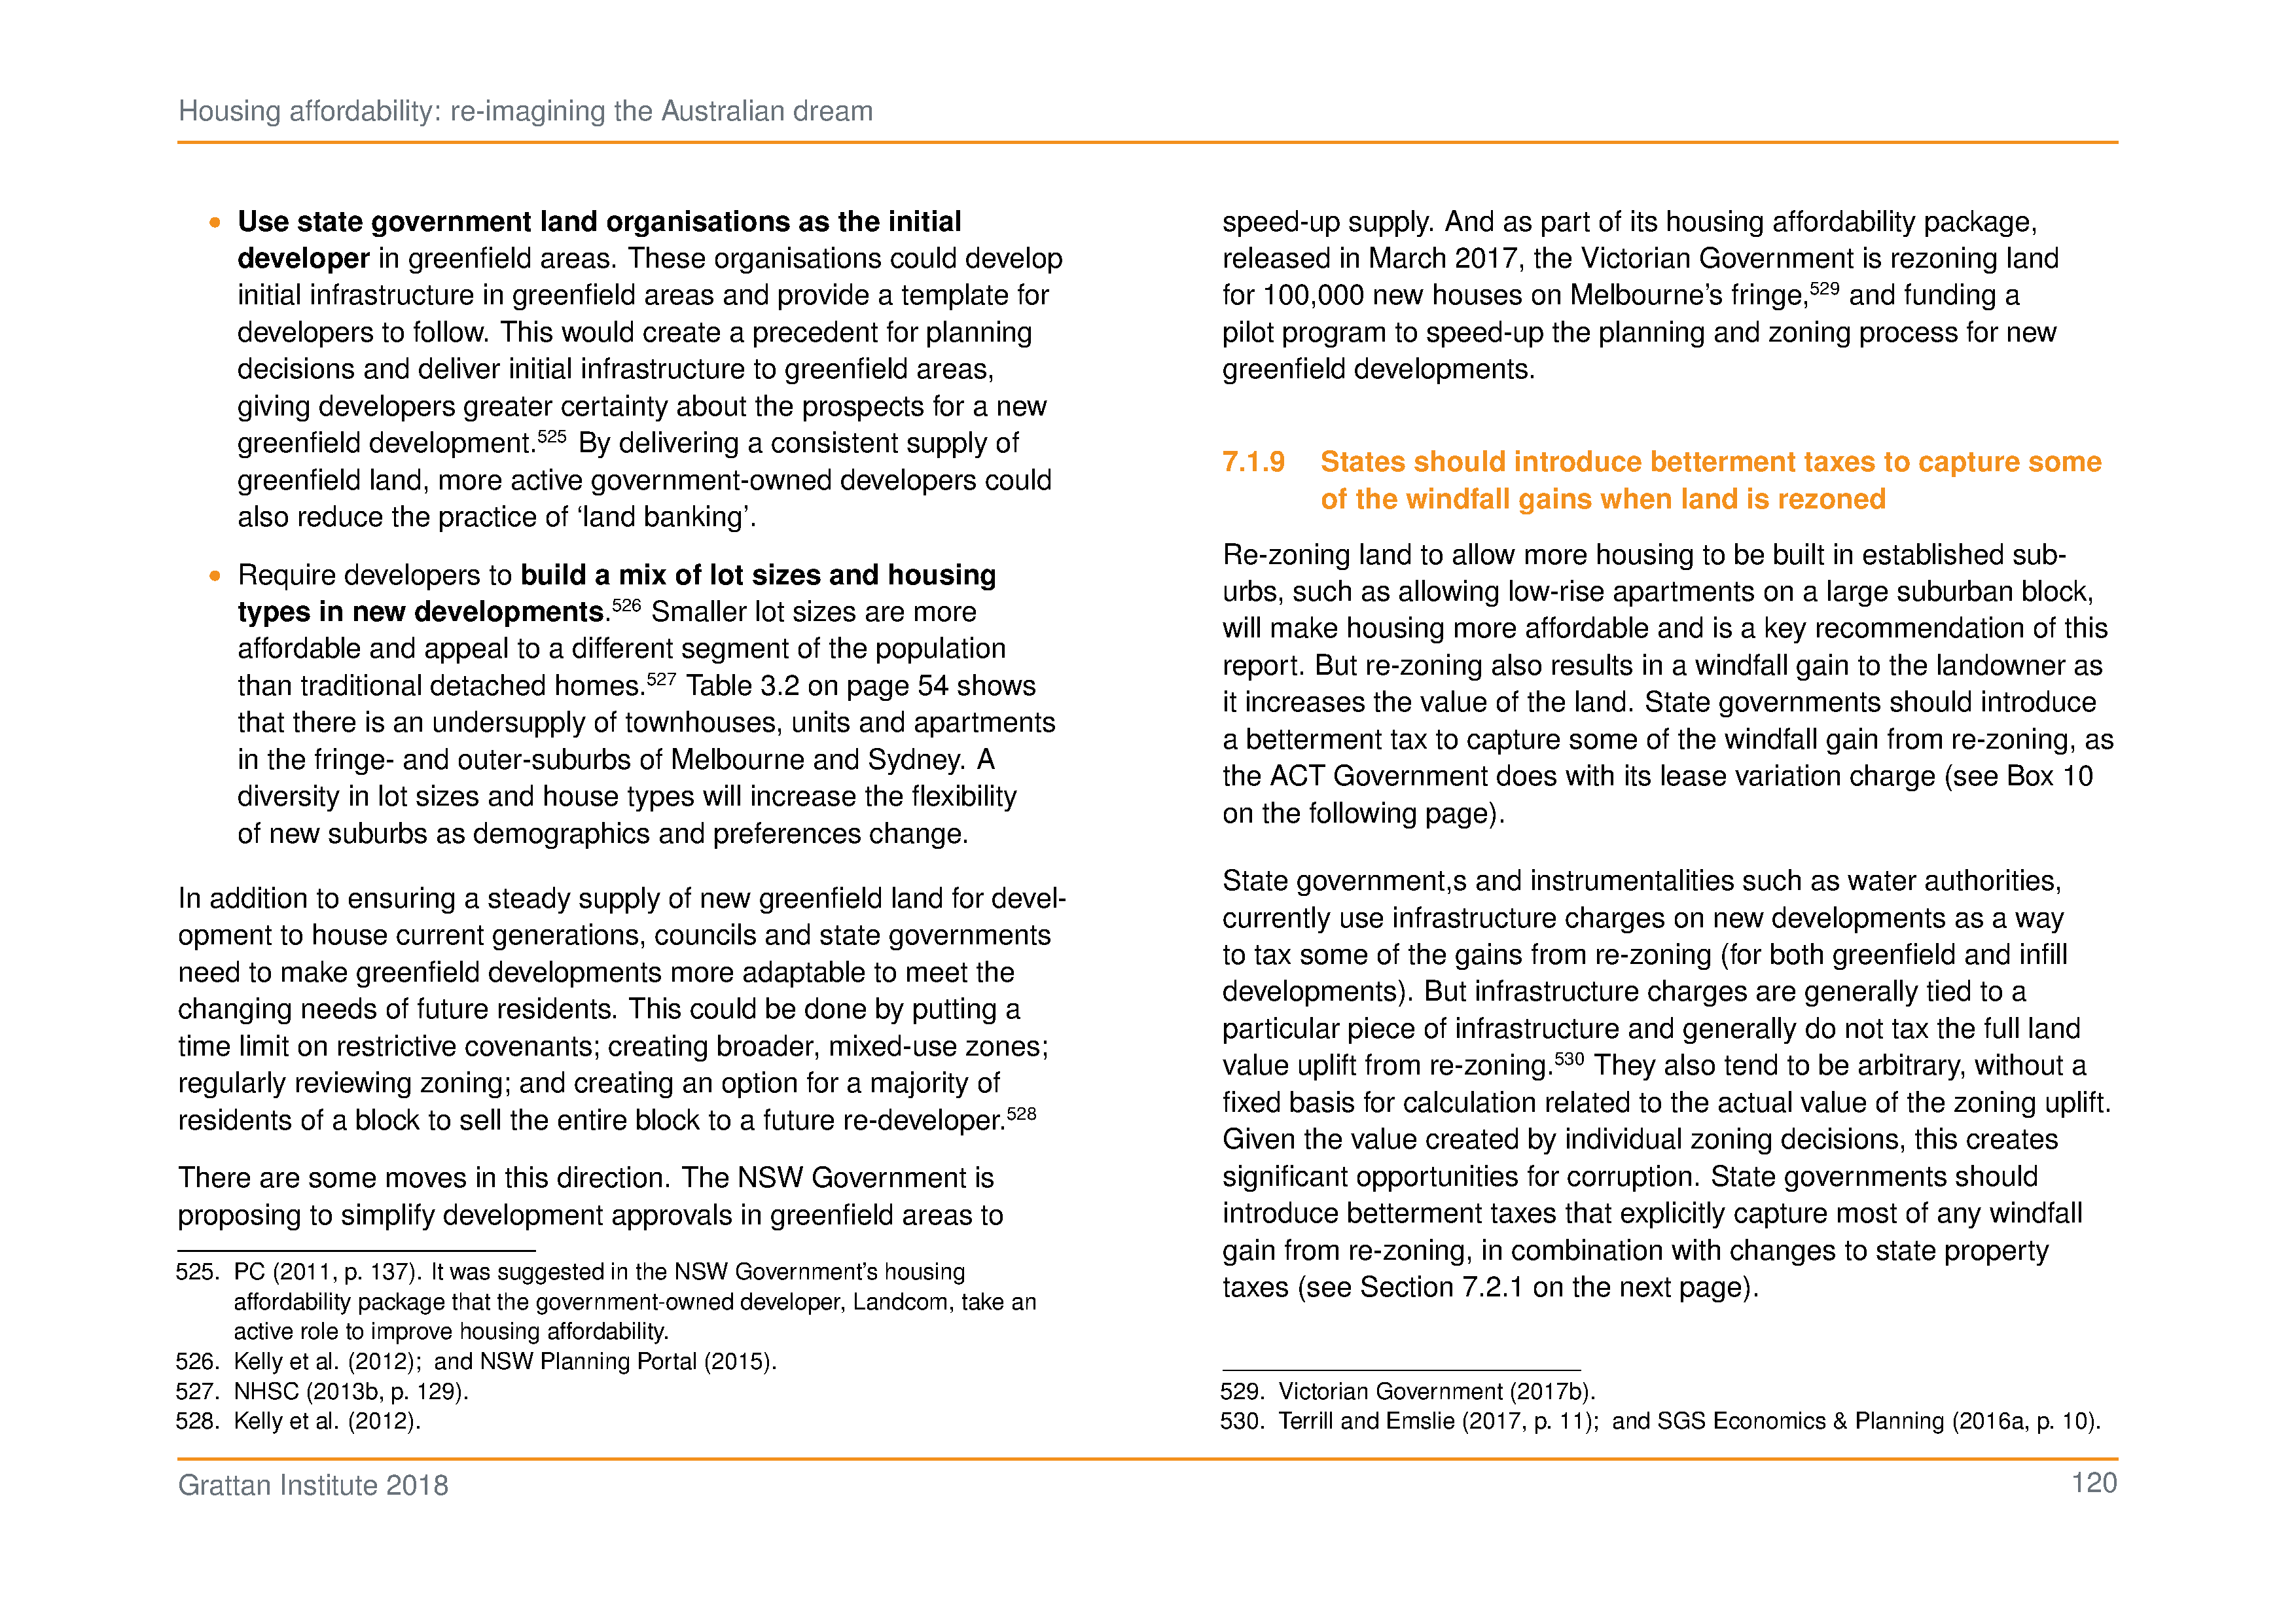 Housing affordability: re-imagining the Australian dream
• Use state government land organisations as the initial
developer in greenfield areas. These organisations could develop
initial infrastructure in greenfield areas and provide a template for
developers to follow. This would create a precedent for planning
decisions and deliver initial infrastructure to greenfield areas,
giving developers greater certainty about the prospects for a new
greenfield development.525 By delivering a consistent supply of
greenfield land, more active government-owned developers could
also reduce the practice of ‘land banking’.
• Require developers to build a mix of lot sizes and housing
types in new developments.526 Smaller lot sizes are more
affordable and appeal to a different segment of the population
than traditional detached homes.527 Table 3.2 on page 54 shows
that there is an undersupply of townhouses, units and apartments
in the fringe- and outer-suburbs of Melbourne and Sydney. A
diversity in lot sizes and house types will increase the flexibility
of new suburbs as demographics and preferences change.
In addition to ensuring a steady supply of new greenfield land for devel-
opment to house current generations, councils and state governments
need to make greenfield developments more adaptable to meet the
changing needs of future residents. This could be done by putting a
time limit on restrictive covenants; creating broader, mixed-use zones;
regularly reviewing zoning; and creating an option for a majority of
residents of a block to sell the entire block to a future re-developer.528
There are some moves in this direction. The NSW Government is
proposing to simplify development approvals in greenfield areas to
525. PC (2011, p. 137). It was suggested in the NSW Government’s housing
affordability package that the government-owned developer, Landcom, take an
active role to improve housing affordability.
526. Kelly et al. (2012); and NSW Planning Portal (2015).
527. NHSC (2013b, p. 129).
528. Kelly et al. (2012).
speed-up supply. And as part of its housing affordability package,
released in March 2017, the Victorian Government is rezoning land
for 100,000 new houses on Melbourne’s fringe,529 and funding a
pilot program to speed-up the planning and zoning process for new
greenfield developments.
7.1.9 States should introduce betterment taxes to capture some
of the windfall gains when land is rezoned
Re-zoning land to allow more housing to be built in established sub-
urbs, such as allowing low-rise apartments on a large suburban block,
will make housing more affordable and is a key recommendation of this
report. But re-zoning also results in a windfall gain to the landowner as
it increases the value of the land. State governments should introduce
a betterment tax to capture some of the windfall gain from re-zoning, as
the ACT Government does with its lease variation charge (see Box 10
on the following page).
State government,s and instrumentalities such as water authorities,
currently use infrastructure charges on new developments as a way
to tax some of the gains from re-zoning (for both greenfield and infill
developments). But infrastructure charges are generally tied to a
particular piece of infrastructure and generally do not tax the full land
value uplift from re-zoning.530 They also tend to be arbitrary, without a
fixed basis for calculation related to the actual value of the zoning uplift.
Given the value created by individual zoning decisions, this creates
significant opportunities for corruption. State governments should
introduce betterment taxes that explicitly capture most of any windfall
gain from re-zoning, in combination with changes to state property
taxes (see Section 7.2.1 on the next page).
529. Victorian Government (2017b).
530. Terrill and Emslie (2017, p. 11); and SGS Economics & Planning (2016a, p. 10).
Grattan Institute 2018
120